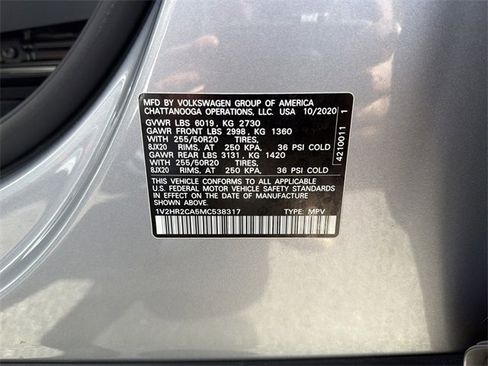 MFD BY VOLKSWAGEN GROUP OF AMERICA
CHATTANOOGA OPERATIONS, LLC. USA 10/2020
GVWR LBS 6019, KG 2730
GAWR FRONT LBS 2998, KG 1360
255/50R20 TIRES,
8JX20 RIMS, AT 250 KPA, 36 PSI COLD
GAWR REAR LBS 3131, KG 1420
255/50R20 TIRES,
8JX20 RIMS, AT 250 KPA, 36 PSI COLD
THIS VEHICLE CONFORMS TO ALL APPLICABLE
U.S. FEDERAL MOTOR VEHICLE SAFETY STANDARDS
IN EFFECT ON THE DATE OF MANUFACTURE
SHOWN ABOVE.
1V2HR2CA5MC538317 TYPE: MPV
4210011 1